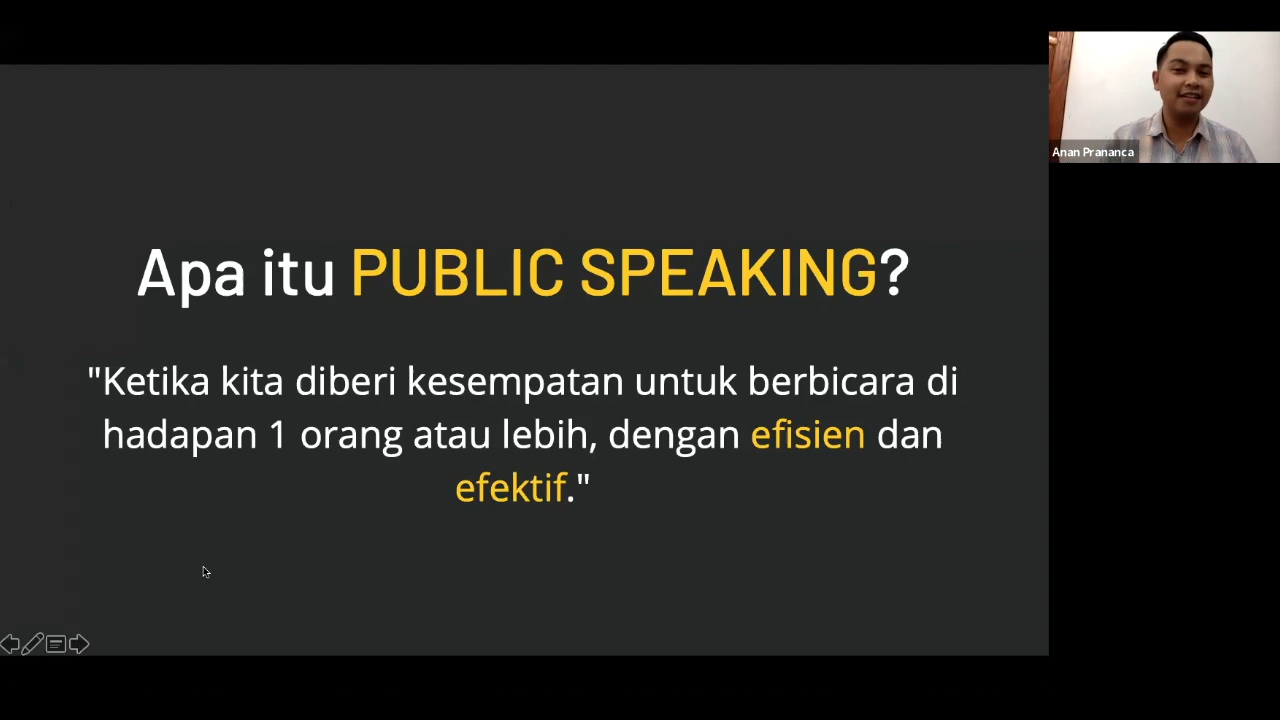 Apa itu PUBLIC SPEAKING?
"Ketika kita diberi kesempatan untuk berbicara di
hadapan 1 orang atau lebih, dengan efisien dan
efektif."
Anan Prananca